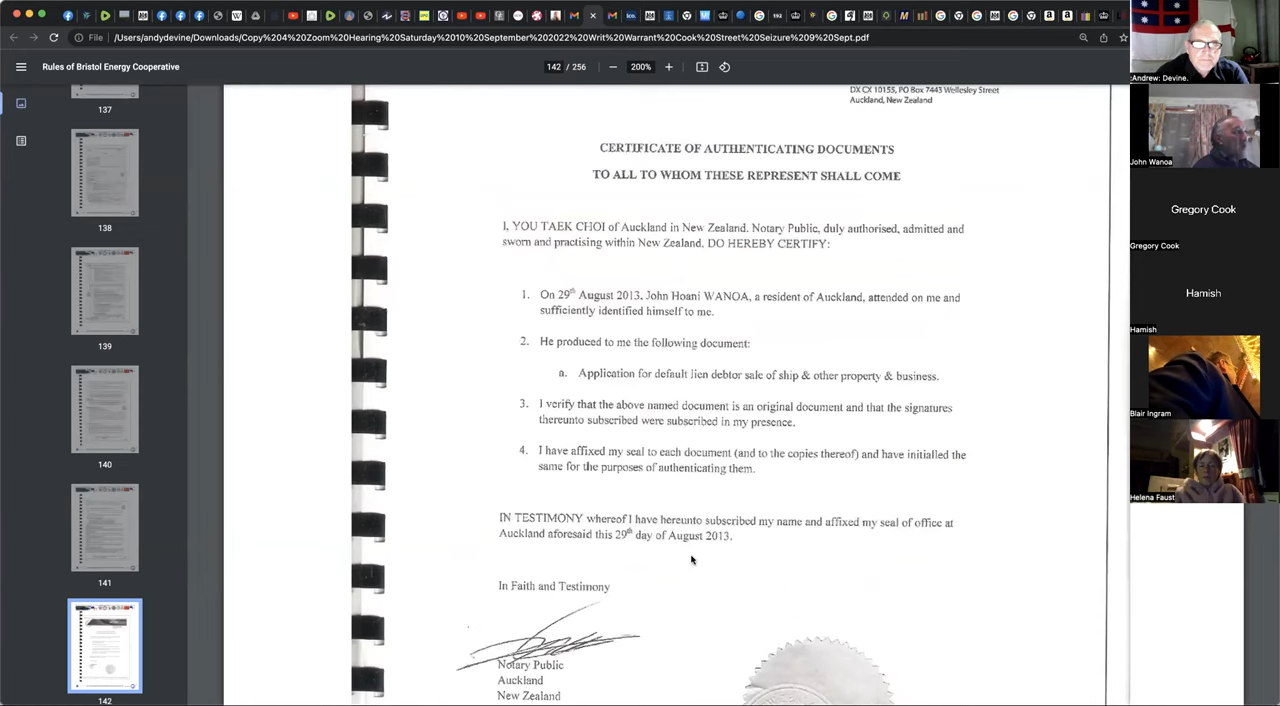 File
/Users/andydevine/Downloads/Copy%204%20Zoom%20Hearing%20Saturday
ber%202022%20Writ%20Warrant%20Cook%20Street%20Seizure%209%20Sept.pdf
Rules of Bristol Energy Cooperative
142 / 256
200%
137
138
139
140
141
142
DX CX 10155, PO Box 7443 Wellesley Street
Auckland, New Zealand
CERTIFICATE OF AUTHENTICATING DOCUMENTS
TO ALL TO WHOM THESE REPRESENT SHALL COME
I, YOU TAEK CHOI of Auckland in New Zealand. Notary Public, duly authorised, admitted and
sworn and practising within New Zealand. DO HEREBY CERTIFY:
1. On 29th August 2013, John Hoani WANOA, a resident of Auckland, attended on me and
sufficiently identified himself to me.
2. He produced to me the following document:
a. Application for default lien debtor sale of ship & other property & business.
3. I verify that the above named document is an original document and that the signatures
thereunto subscribed were subscribed in my presence.
4. I have affixed my seal to each document (and to the copies thereof) and have initialled the
same for the purposes of authenticating them.
IN TESTIMONY whereof I have hereunto subscribed my name and affixed my seal of office at
Auckland aforesaid this 29th day of August 2013.
In Faith and Testimony
Notary Public
Auckland
New Zealand
Andrew: Devine.
John Wanoa
Gregory Cook
Gregory Cook
Hamish
Hamish
Blair Ingram
Helena Faust